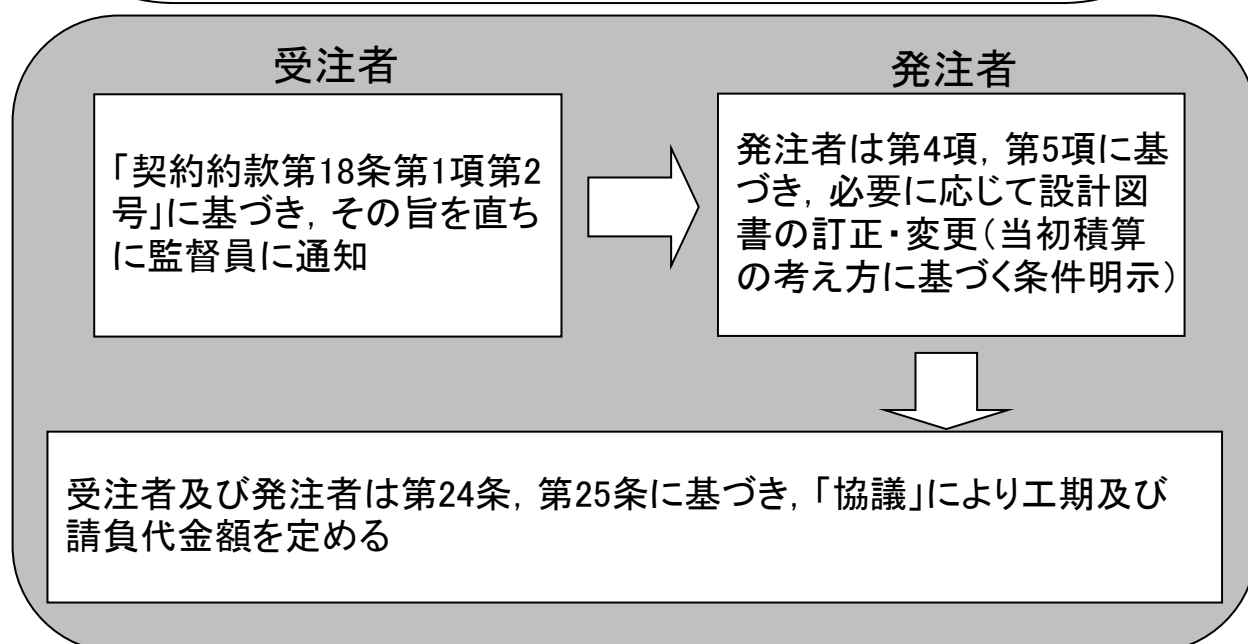 受注者
「契約約款第18条第1項第2
号」に基づき，その旨を直ち
に監督員に通知
発注者
発注者は第4項，第5項に基
づき，必要に応じて設計図
書の訂正・変更（当初積算
の考え方に基づく条件明示）
受注者及び発注者は第24条，第25条に基づき，「協議」により工期及び
請負代金額を定める